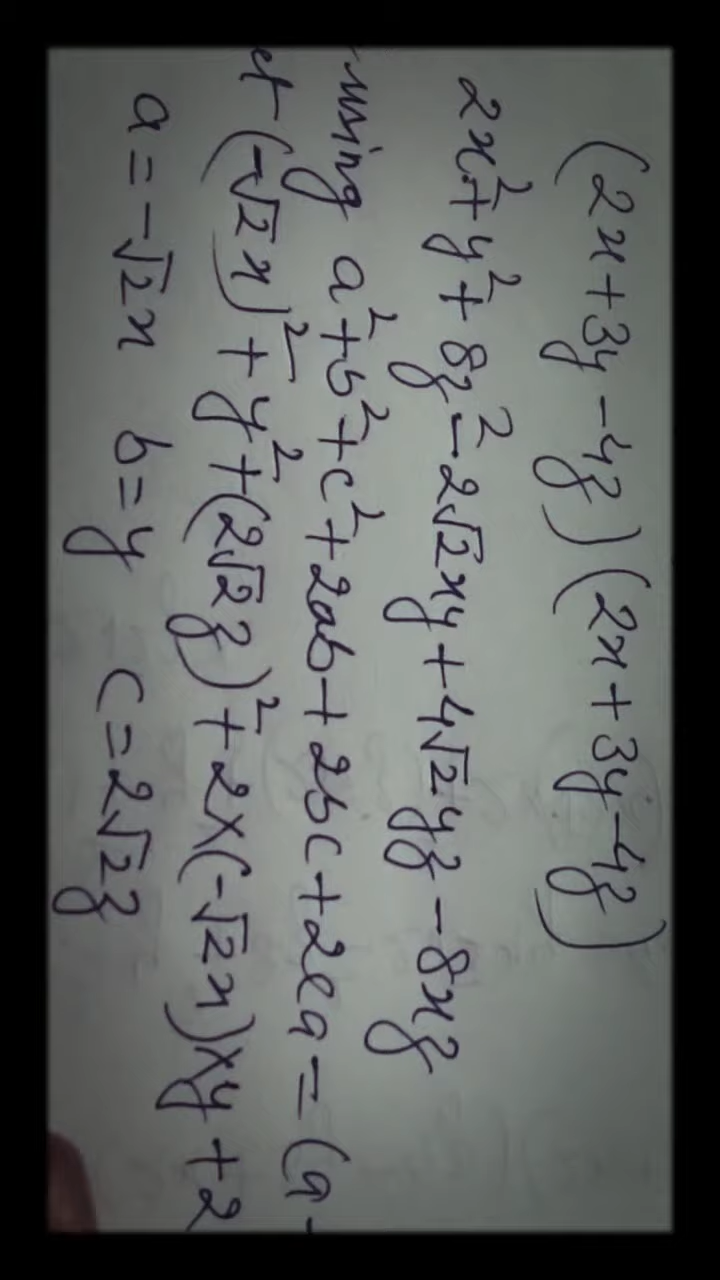 (2x+3y-4z)(2x+3y-4z)
2x²+y²+8z²-2√2xy+4√2yz-8xz
using a²+b²+c²+2ab+2bc+2ca=(a-
et (-√2x)²+y²+(2√2z)²+2×(-√2x)×y+2
a=-√2x b=y c=2√2z